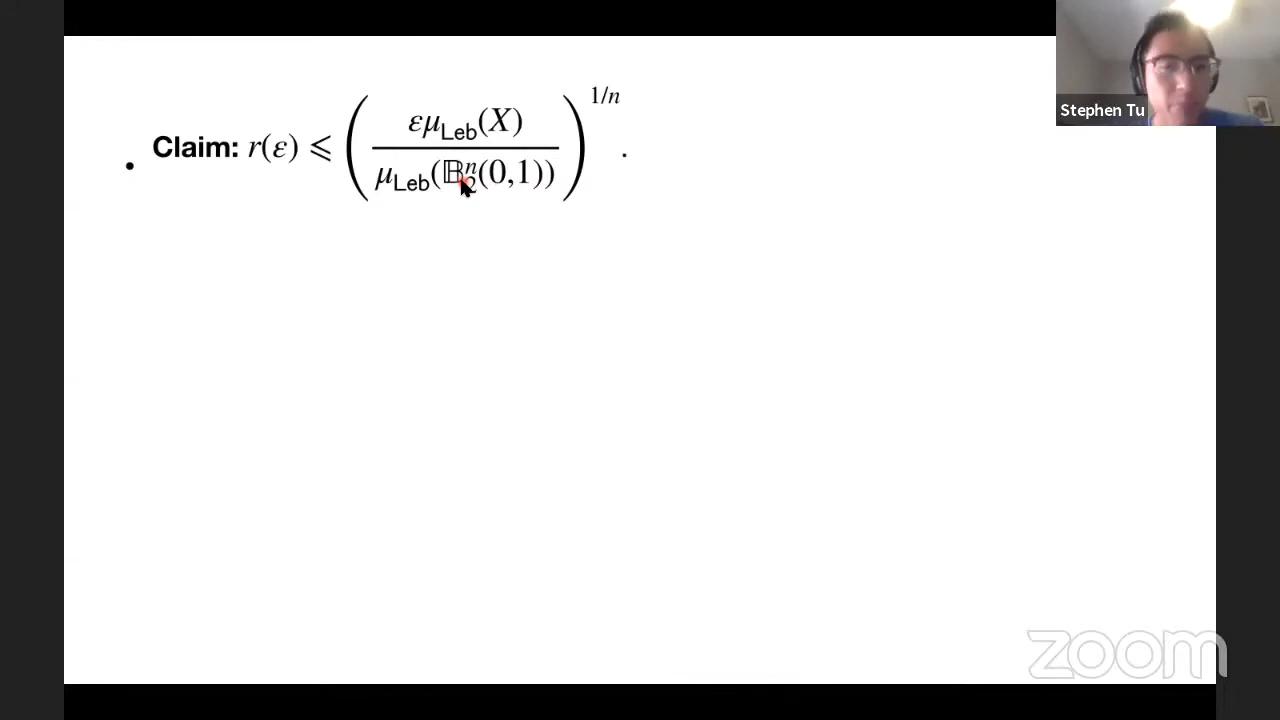 • Claim: r(ε) ⩽ ( εμ_Leb(X) / μ_Leb(𝔹₂ⁿ(0,1)) )^{1/n} .
Stephen Tu
zoom